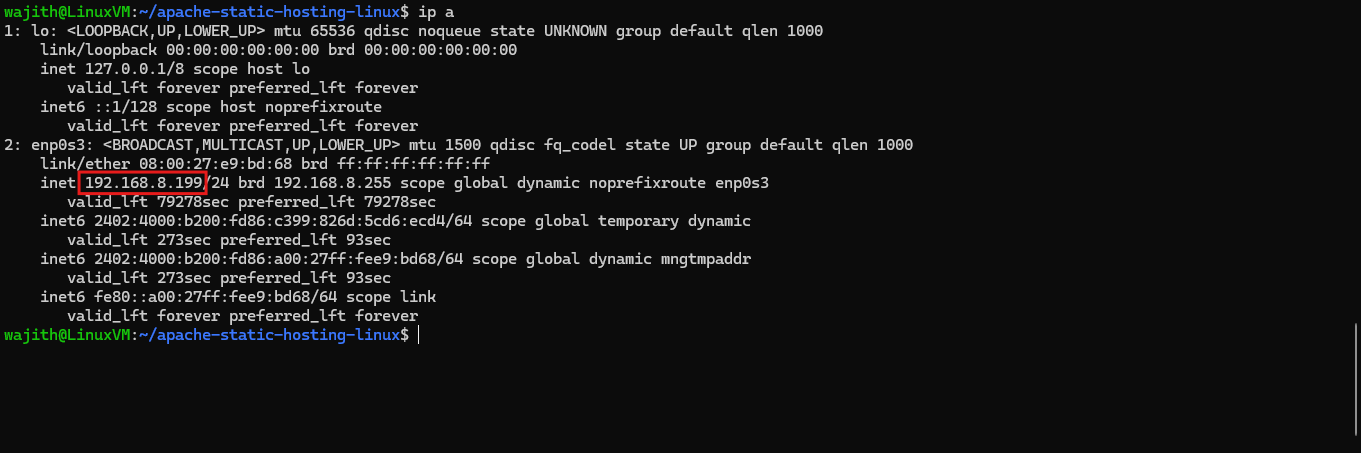 wajith@LinuxVM:~/apache-static-hosting-linux$ ip a
1: lo: <LOOPBACK,UP,LOWER_UP> mtu 65536 qdisc noqueue state UNKNOWN group default qlen 1000
    link/loopback 00:00:00:00:00:00 brd 00:00:00:00:00:00
    inet 127.0.0.1/8 scope host lo
       valid_lft forever preferred_lft forever
    inet6 ::1/128 scope host noprefixroute
       valid_lft forever preferred_lft forever
2: enp0s3: <BROADCAST,MULTICAST,UP,LOWER_UP> mtu 1500 qdisc fq_codel state UP group default qlen 1000
    link/ether 08:00:27:e9:bd:68 brd ff:ff:ff:ff:ff:ff
    inet 192.168.8.199/24 brd 192.168.8.255 scope global dynamic noprefixroute enp0s3
       valid_lft 79278sec preferred_lft 79278sec
    inet6 2402:4000:b200:fd86:c399:826d:5cd6:ecd4/64 scope global temporary dynamic
       valid_lft 273sec preferred_lft 93sec
    inet6 2402:4000:b200:fd86:a00:27ff:fee9:bd68/64 scope global dynamic mngtmpaddr
       valid_lft 273sec preferred_lft 93sec
    inet6 fe80::a00:27ff:fee9:bd68/64 scope link
       valid_lft forever preferred_lft forever
wajith@LinuxVM:~/apache-static-hosting-linux$